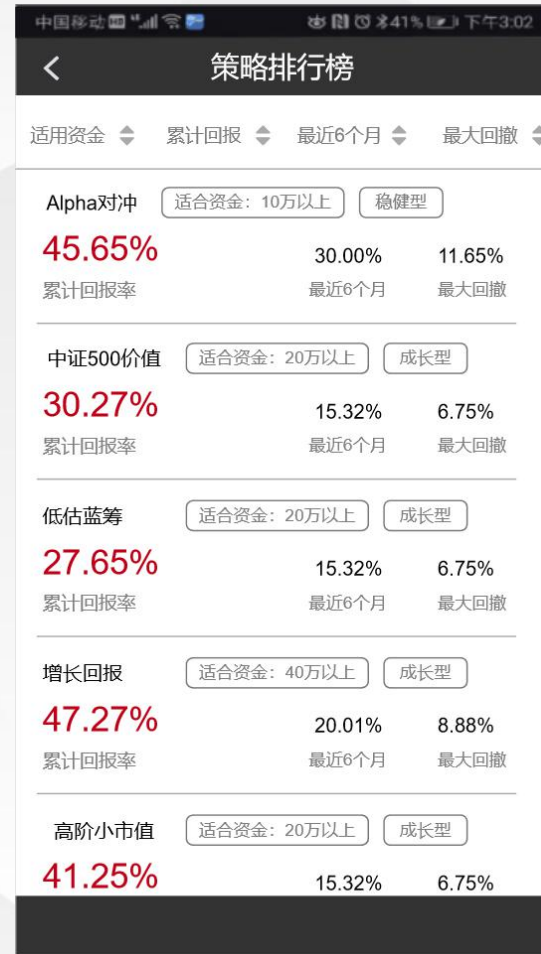 中国移动 HD 41% 下午3:02
策略排行榜
适用资金 累计回报 最近6个月 最大回撤
Alpha对冲 适合资金：10万以上 稳健型
45.65% 30.00% 11.65%
累计回报率 最近6个月 最大回撤
中证500价值 适合资金：20万以上 成长型
30.27% 15.32% 6.75%
累计回报率 最近6个月 最大回撤
低估蓝筹 适合资金：20万以上 成长型
27.65% 15.32% 6.75%
累计回报率 最近6个月 最大回撤
增长回报 适合资金：40万以上 成长型
47.27% 20.01% 8.88%
累计回报率 最近6个月 最大回撤
高阶小市值 适合资金：20万以上 成长型
41.25% 15.32% 6.75%